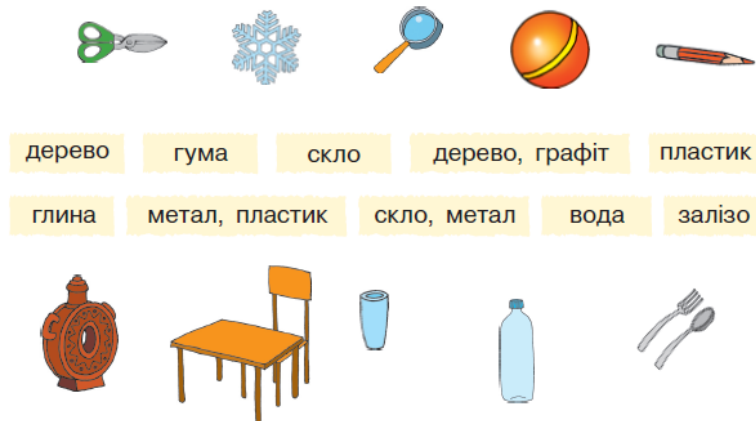 дерево гума скло дерево, графіт пластик
глина метал, пластик скло, метал вода залізо